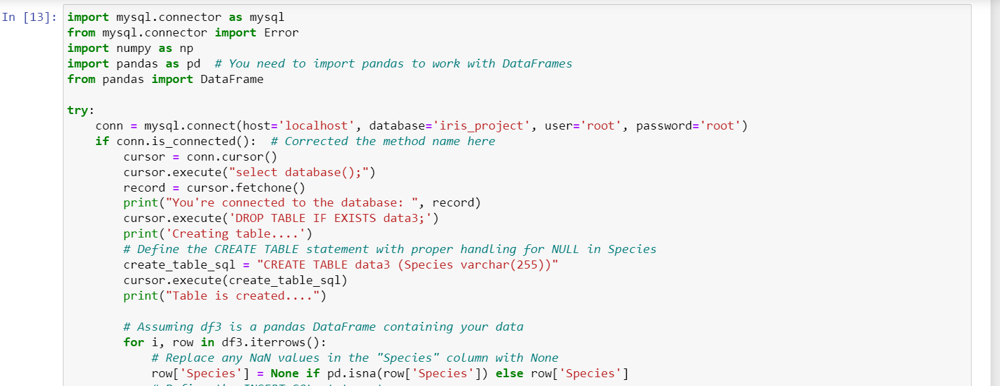 In [13]: import mysql.connector as mysql
from mysql.connector import Error
import numpy as np
import pandas as pd  # You need to import pandas to work with DataFrames
from pandas import DataFrame

try:
    conn = mysql.connect(host='localhost', database='iris_project', user='root', password='root')
    if conn.is_connected():  # Corrected the method name here
        cursor = conn.cursor()
        cursor.execute("select database();")
        record = cursor.fetchone()
        print("You're connected to the database: ", record)
        cursor.execute('DROP TABLE IF EXISTS data3;')
        print('Creating table....')
        # Define the CREATE TABLE statement with proper handling for NULL in Species
        create_table_sql = "CREATE TABLE data3 (Species varchar(255))"
        cursor.execute(create_table_sql)
        print("Table is created....")

        # Assuming df3 is a pandas DataFrame containing your data
        for i, row in df3.iterrows():
            # Replace any NaN values in the "Species" column with None
            row['Species'] = None if pd.isna(row['Species']) else row['Species']